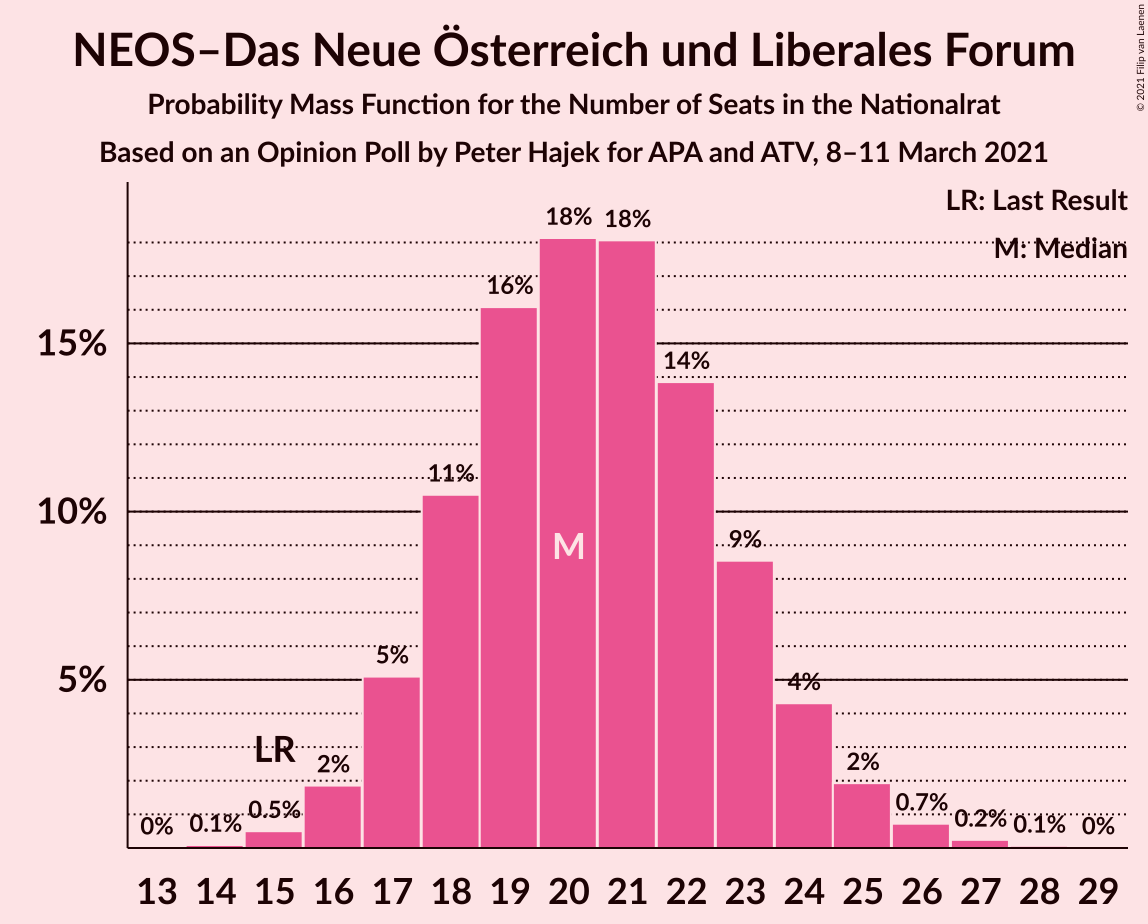 NEOS–Das Neue Österreich und Liberales Forum
Probability Mass Function for the Number of Seats in the Nationalrat
Based on an Opinion Poll by Peter Hajek for APA and ATV, 8–11 March 2021
© 2021 Filip van Laenen
LR: Last Result
M: Median
18% 18%
16%
15%
14%
11%
10%
9%
M
5%
5%
4%
LR
2%
2%
0% 0.1% 0.5%
0.7% 0.2% 0.1% 0%
13 14 15 16 17 18 19 20 21 22 23 24 25 26 27 28 29